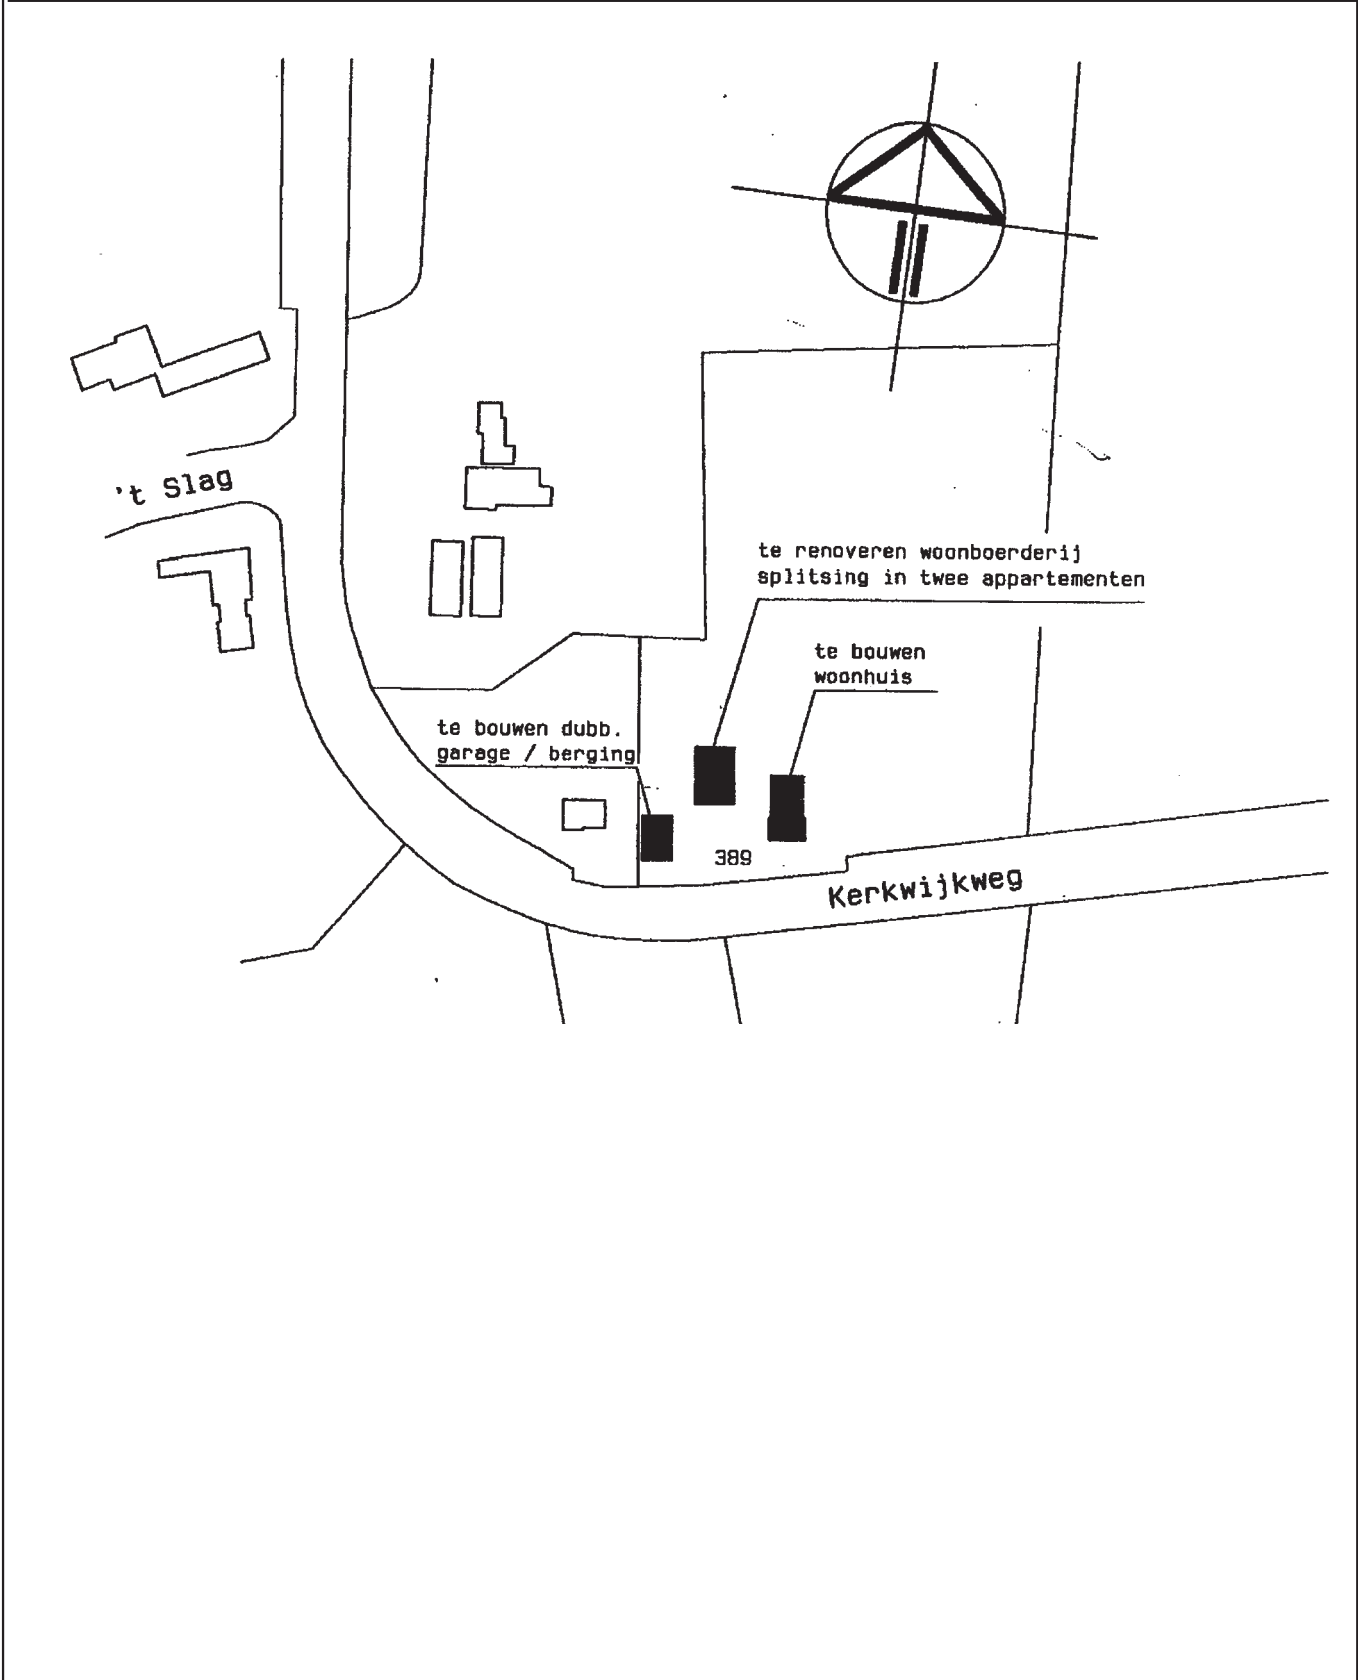 't Slag
te renoveren woonboerderij
splitsing in twee appartementen
te bouwen
woonhuis
te bouwen dubb.
garage / berging
389
Kerkwijkweg